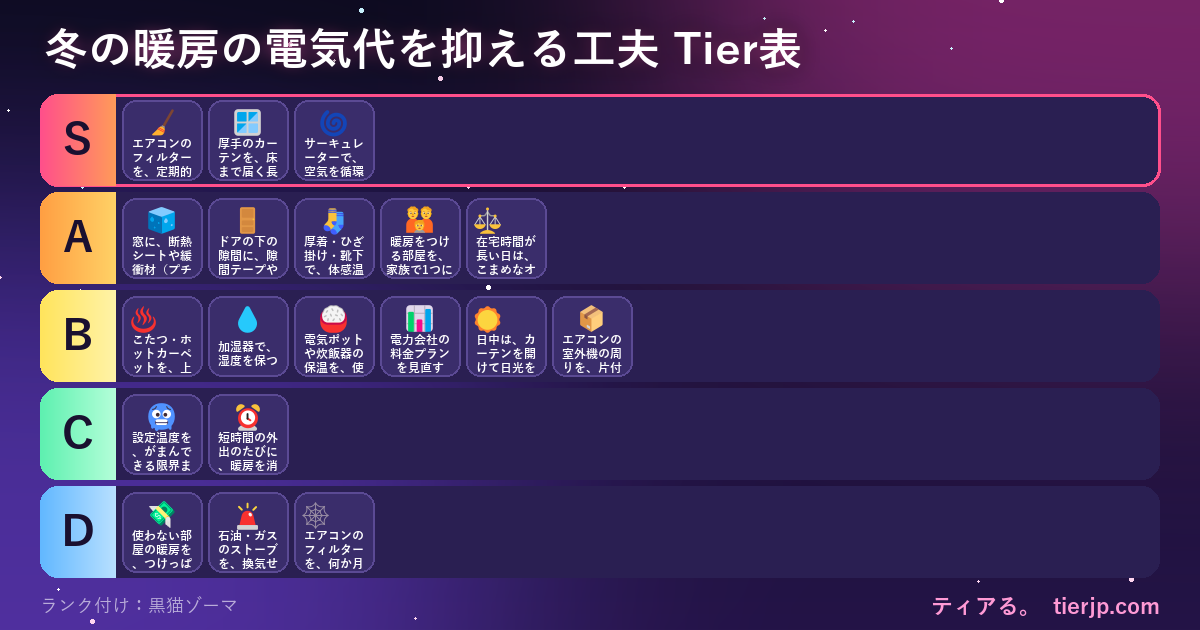 冬の暖房の電気代を抑える工夫 Tier表
S
エアコンの
フィルター
を、定期的
厚手のカー
テンを、床
まで届く長
サーキュレ
ーターで、
空気を循環
A
窓に、断熱
シートや緩
衝材（プチ
ドアの下の
隙間に、隙
間テープや
厚着・ひざ
掛け・靴下
で、体感温
暖房をつけ
る部屋を、
家族で1つに
在宅時間が
長い日は、
こまめなオ
B
こたつ・ホ
ットカーペ
ットを、上
加湿器で、
湿度を保つ
電気ポット
や炊飯器の
保温を、使
電力会社の
料金プラン
を見直す
日中は、カ
ーテンを開
けて日光を
エアコンの
室外機の周
りを、片付
C
設定温度を
、がまんで
きる限界ま
短時間の外
出のたびに
、暖房を消
D
使わない部
屋の暖房を
、つけっぱ
石油・ガス
のストーブ
を、換気せ
エアコンの
フィルター
を、何か月
ランク付け：黒猫ゾーマ
ティアる。 tierjp.com